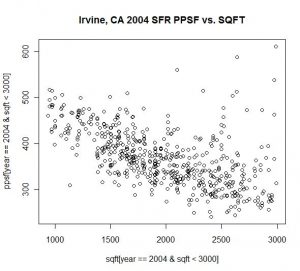 Irvine, CA 2004 SFR PPSF vs. SQFT
600
500
400
300
ppsf[year == 2004 & sqft < 3000]
1000 1500 2000 2500 3000
sqft[year == 2004 & sqft < 3000]